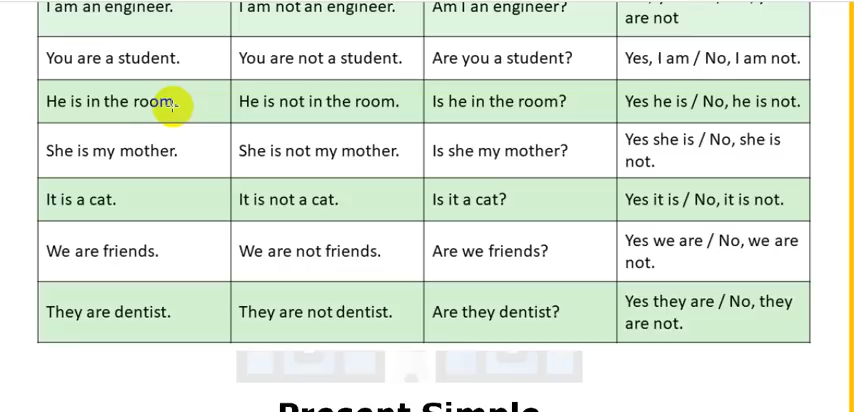 I am an engineer.
I am not an engineer.
Am I an engineer?
are not
You are a student.
You are not a student.
Are you a student?
Yes, I am / No, I am not.
He is in the room.
He is not in the room.
Is he in the room?
Yes he is / No, he is not.
She is my mother.
She is not my mother.
Is she my mother?
Yes she is / No, she is
not.
It is a cat.
It is not a cat.
Is it a cat?
Yes it is / No, it is not.
We are friends.
We are not friends.
Are we friends?
Yes we are / No, we are
not.
They are dentist.
They are not dentist.
Are they dentist?
Yes they are / No, they
are not.
Present Simple